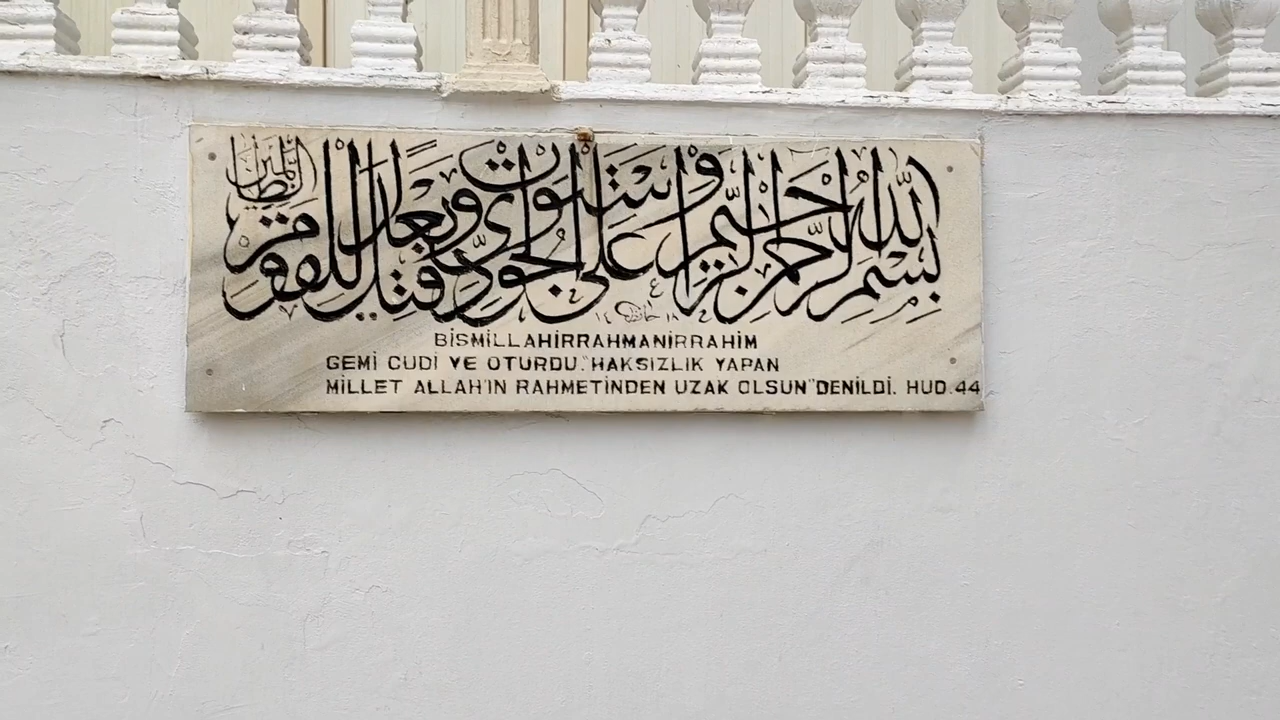 بسم الله الرحمن الرحيم واستوت على الجودي وقيل بعدا للقوم الظالمين
BİSMİLLAHİRRAHMANİRRAHİM
GEMİ CUDİ YE OTURDU."HAKSIZLIK YAPAN
MİLLET ALLAH'IN RAHMETİNDEN UZAK OLSUN"DENİLDİ. HUD.44